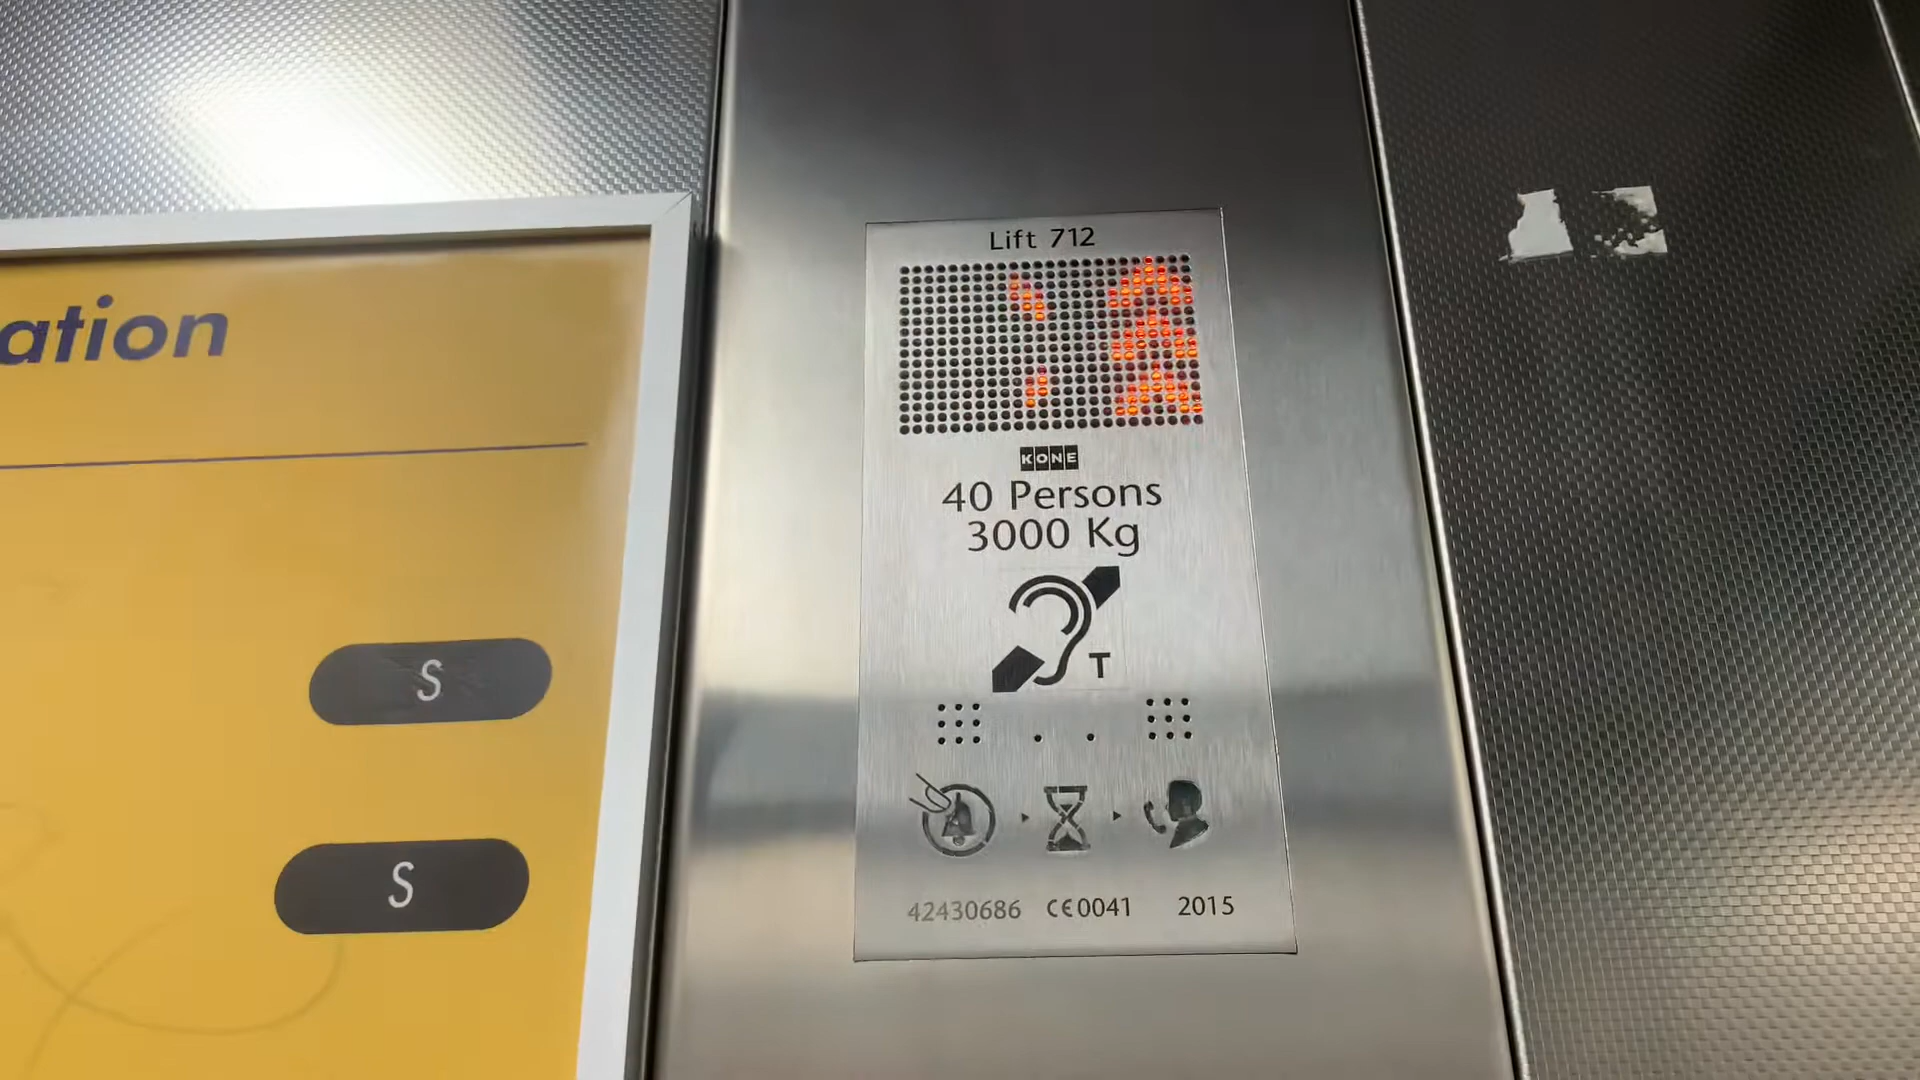 ation
S
S
Lift 712
KONE
40 Persons
3000 Kg
T
42430686 CE0041 2015